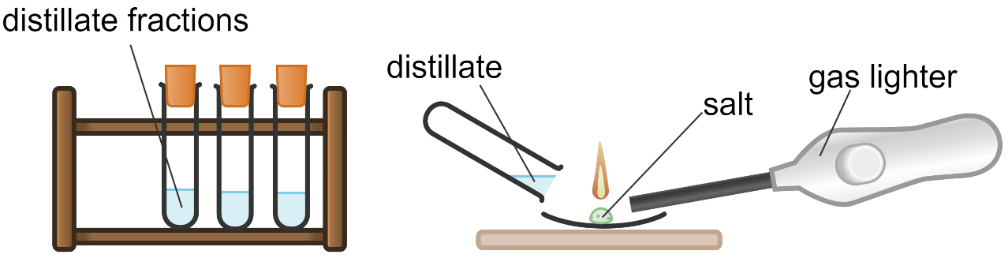 distillate fractions
distillate
salt
gas lighter